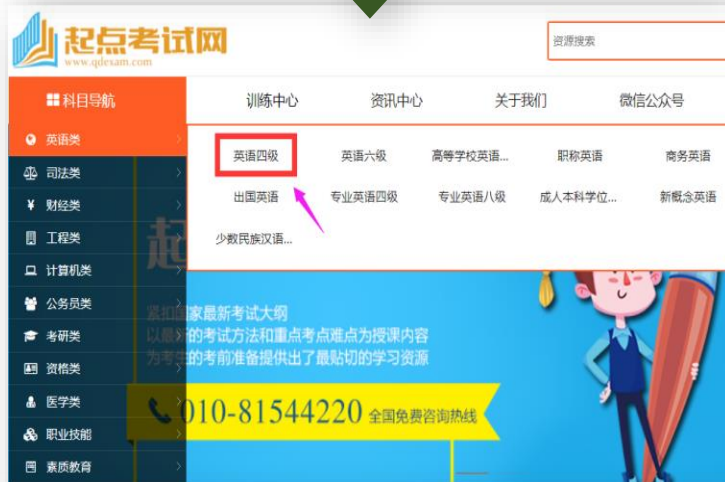 起点考试网
www.qdexam.com
资源搜索
科目导航
训练中心 资讯中心 关于我们 微信公众号
英语类
司法类
财经类
工程类
计算机类
公务员类
考研类
资格类
医学类
职业技能
素质教育
英语四级 英语六级 高等学校英语... 职称英语 商务英语
出国英语 专业英语四级 专业英语八级 成人本科学位... 新概念英语
少数民族汉语...
起
紧扣国家最新考试大纲
以最新的考试方法和重点考点难点为授课内容
为考生的考前准备提供出了最贴切的学习资源
010-81544220 全国免费咨询热线